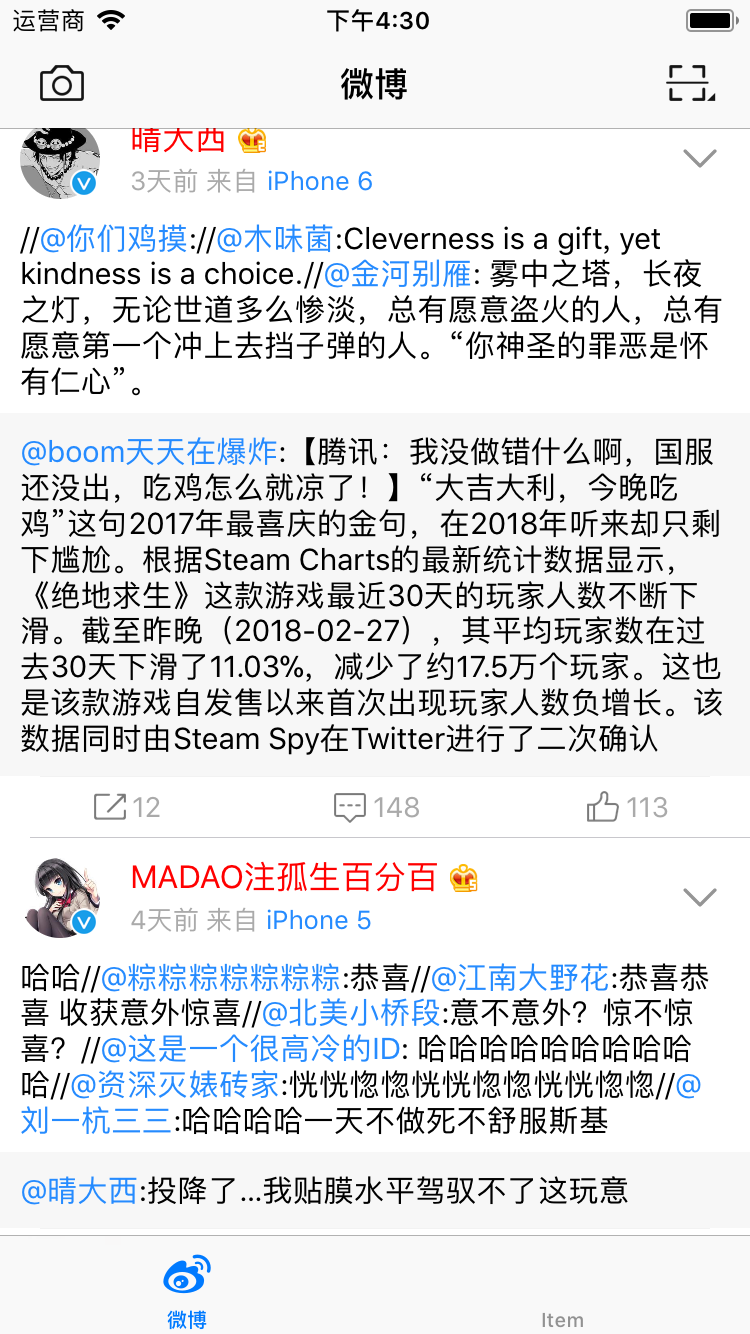 运营商
下午4:30
微博
晴大西
3天前 来自 iPhone 6
//@你们鸡摸://@木味菌:Cleverness is a gift, yet
kindness is a choice.//@金河别雁: 雾中之塔，长夜
之灯，无论世道多么惨淡，总有愿意盗火的人，总有
愿意第一个冲上去挡子弹的人。“你神圣的罪恶是怀
有仁心”。
@boom天天在爆炸:【腾讯：我没做错什么啊，国服
还没出，吃鸡怎么就凉了！】“大吉大利，今晚吃
鸡”这句2017年最喜庆的金句，在2018年听来却只剩
下尴尬。根据Steam Charts的最新统计数据显示，
《绝地求生》这款游戏最近30天的玩家人数不断下
滑。截至昨晚（2018-02-27），其平均玩家数在过
去30天下滑了11.03%，减少了约17.5万个玩家。这也
是该款游戏自发售以来首次出现玩家人数负增长。该
数据同时由Steam Spy在Twitter进行了二次确认
12
148
113
MADAO注孤生百分百
4天前 来自 iPhone 5
哈哈//@粽粽粽粽粽粽粽:恭喜//@江南大野花:恭喜恭
喜 收获意外惊喜//@北美小桥段:意不意外？惊不惊
喜？//@这是一个很高冷的ID: 哈哈哈哈哈哈哈哈哈
哈//@资深灭婊砖家:恍恍惚惚恍恍惚惚恍恍惚惚//@
刘一杭三三:哈哈哈哈一天不做死不舒服斯基
@晴大西:投降了...我贴膜水平驾驭不了这玩意
微博
Item